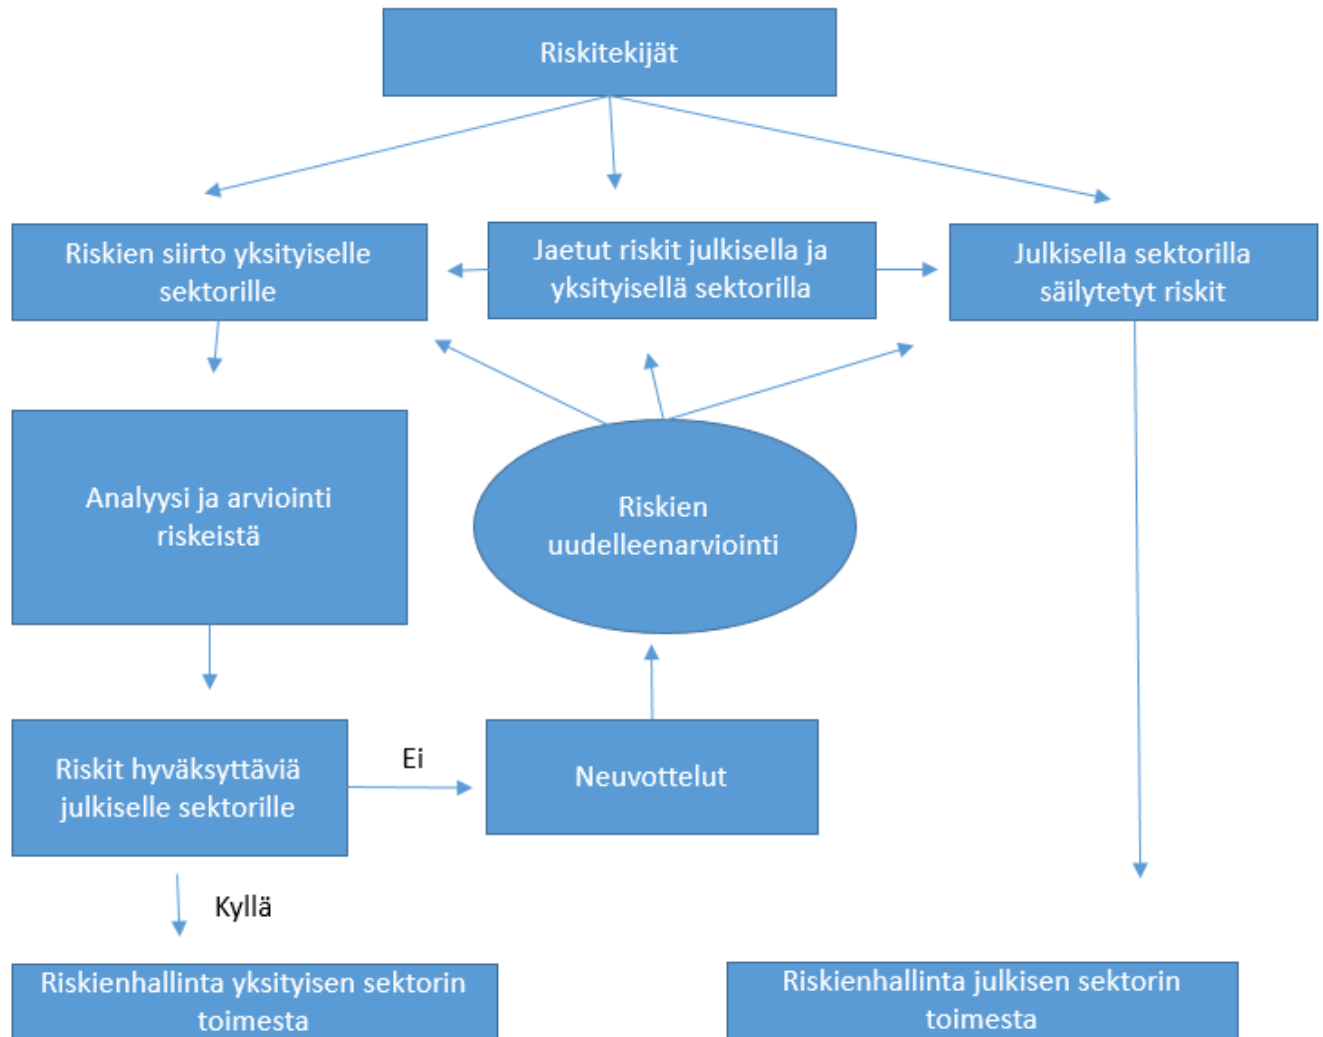 Riskitekijät
Riskien siirto yksityiselle
sektorille
Jaetut riskit julkisella ja
yksityisellä sektorilla
Julkisella sektorilla
säilytetyt riskit
Analyysi ja arviointi
riskeistä
Riskien
uudelleenarviointi
Riskit hyväksyttäviä
julkiselle sektorille
Ei
Neuvottelut
Kyllä
Riskienhallinta yksityisen sektorin
toimesta
Riskienhallinta julkisen sektorin
toimesta